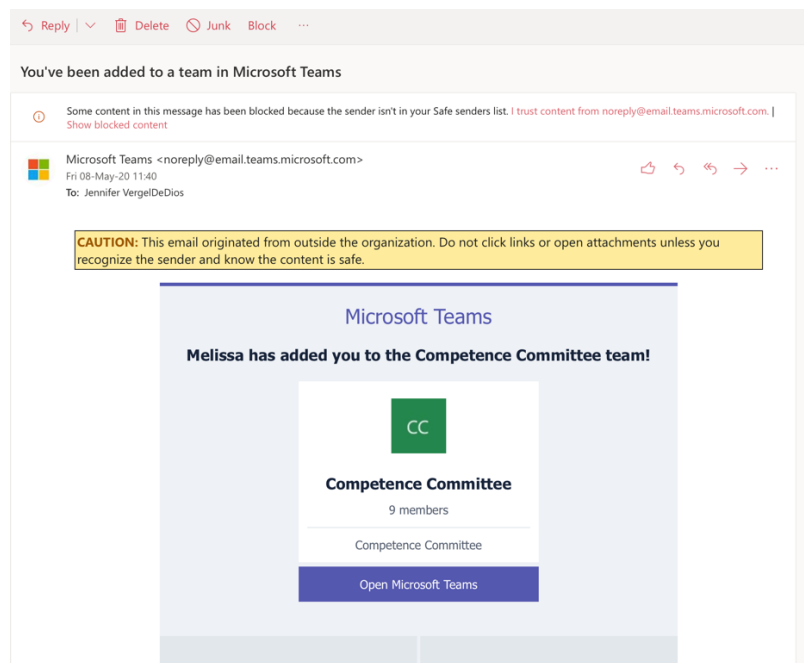 Reply Delete Junk Block ...
You've been added to a team in Microsoft Teams
Some content in this message has been blocked because the sender isn't in your Safe senders list. I trust content from noreply@email.teams.microsoft.com. |
Show blocked content
Microsoft Teams <noreply@email.teams.microsoft.com>
Fri 08-May-20 11:40
To: Jennifer VergelDeDios
CAUTION: This email originated from outside the organization. Do not click links or open attachments unless you
recognize the sender and know the content is safe.
Microsoft Teams
Melissa has added you to the Competence Committee team!
CC
Competence Committee
9 members
Competence Committee
Open Microsoft Teams